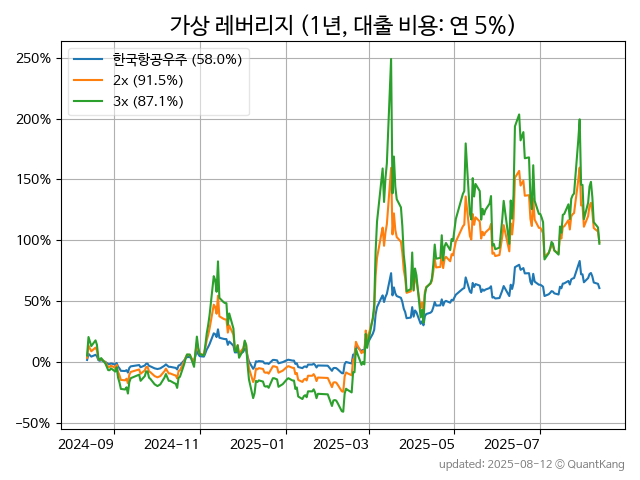 가상 레버리지 (1년, 대출 비용: 연 5%)
250%
200%
150%
100%
50%
0%
−50%
한국항공우주 (58.0%)
2x (91.5%)
3x (87.1%)
2024-09
2024-11
2025-01
2025-03
2025-05
2025-07
updated: 2025-08-12 © QuantKang